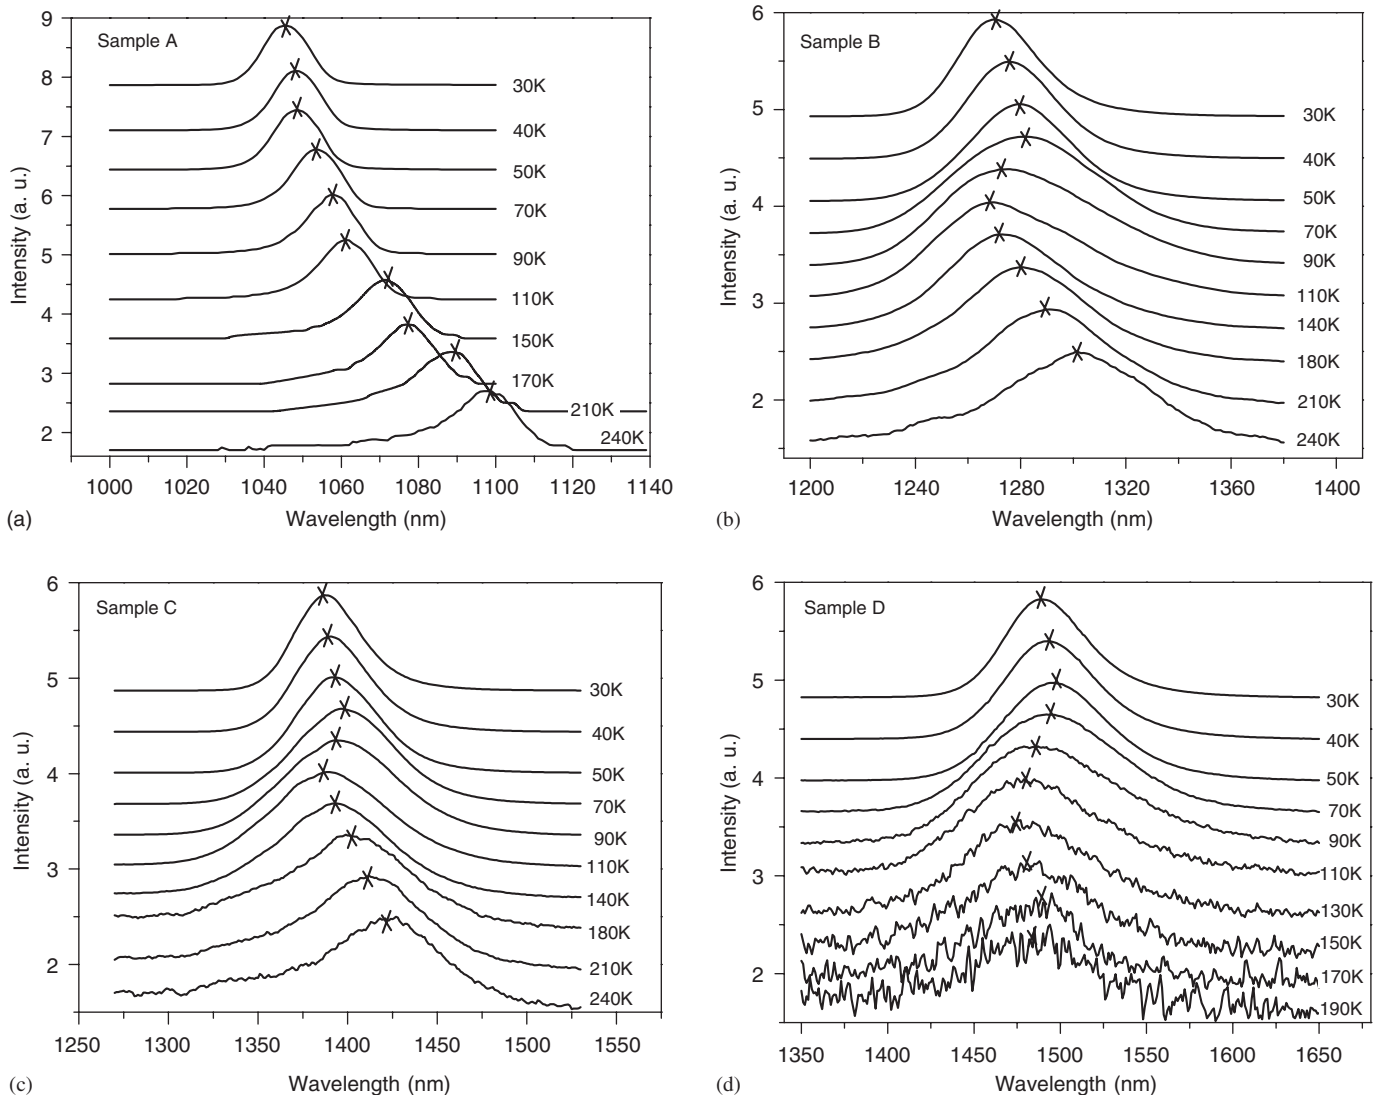 Sample A
9
8
7
6
5
4
3
2
Intensity (a. u.)
30K
40K
50K
70K
90K
110K
150K
170K
210K
240K
1000 1020 1040 1060 1080 1100 1120 1140
Wavelength (nm)
(a)
Sample B
6
5
4
3
2
Intensity (a. u.)
30K
40K
50K
70K
90K
110K
140K
180K
210K
240K
1200 1240 1280 1320 1360 1400
Wavelength (nm)
(b)
Sample C
6
5
4
3
2
Intensity (a. u.)
30K
40K
50K
70K
90K
110K
140K
180K
210K
240K
1250 1300 1350 1400 1450 1500 1550
Wavelength (nm)
(c)
Sample D
6
5
4
3
2
Intensity (a. u.)
30K
40K
50K
70K
90K
110K
130K
150K
170K
190K
1350 1400 1450 1500 1550 1600 1650
Wavelength (nm)
(d)